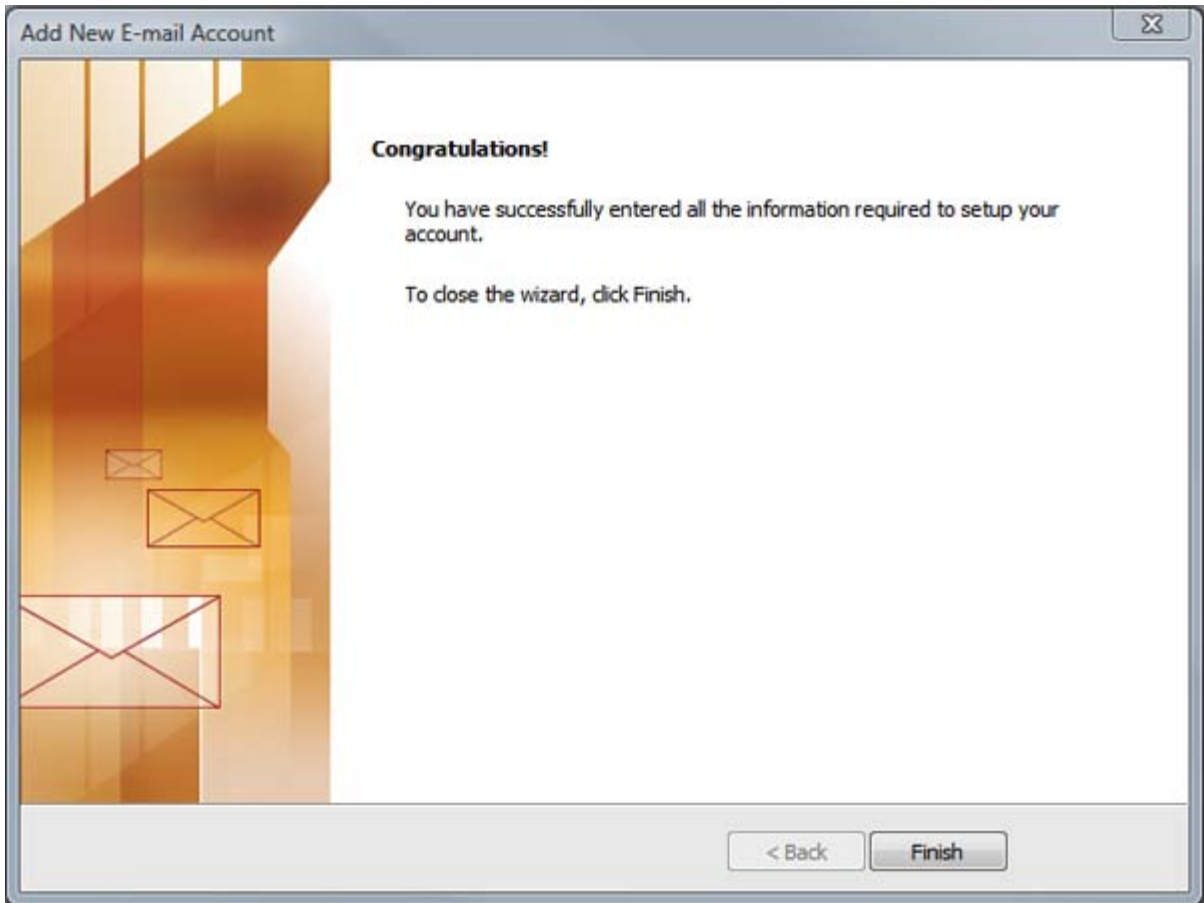 Add New E-mail Account
Congratulations!
You have successfully entered all the information required to setup your
account.
To close the wizard, click Finish.
< Back
Finish